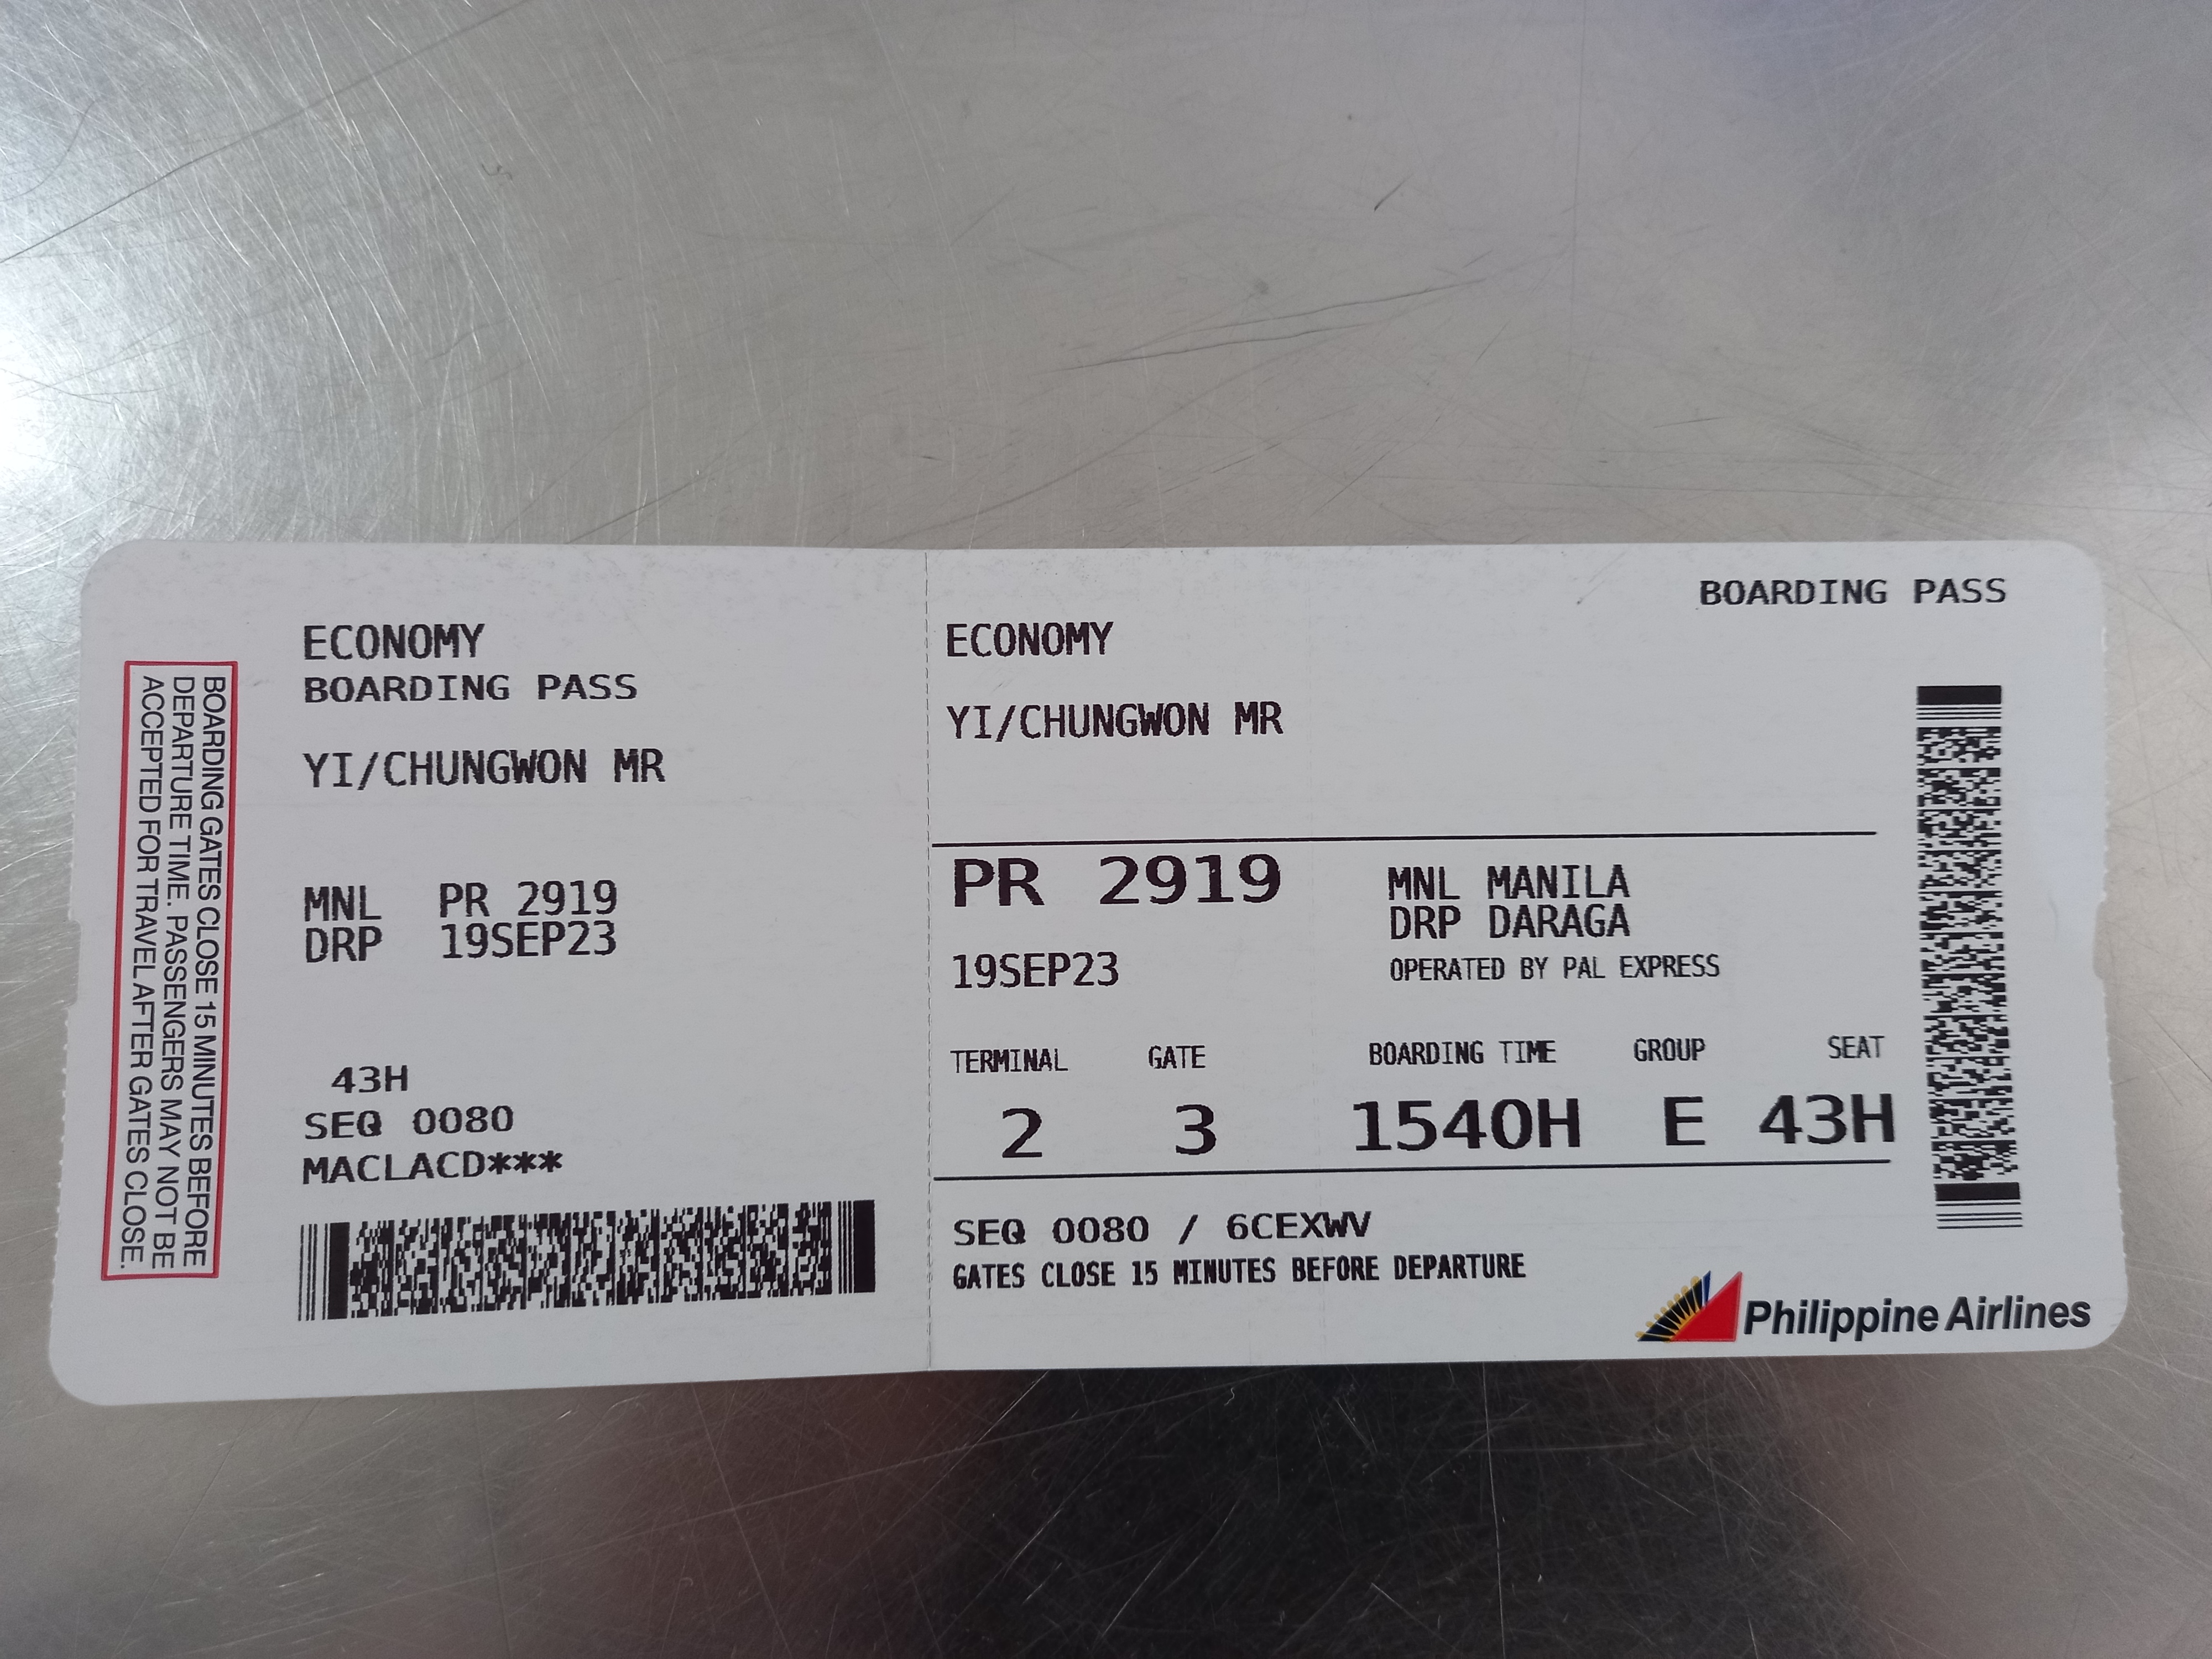 BOARDING GATES CLOSE 15 MINUTES BEFORE
DEPARTURE TIME. PASSENGERS MAY NOT BE
ACCEPTED FOR TRAVEL AFTER GATES CLOSE.
ECONOMY
BOARDING PASS
YI/CHUNGWON MR
MNL PR 2919
DRP 19SEP23
43H
SEQ 0080
MACLACD***
BOARDING PASS
ECONOMY
YI/CHUNGWON MR
PR 2919 MNL MANILA
DRP DARAGA
19SEP23 OPERATED BY PAL EXPRESS
TERMINAL GATE BOARDING TIME GROUP SEAT
2 3 1540H E 43H
SEQ 0080 / 6CEXWV
GATES CLOSE 15 MINUTES BEFORE DEPARTURE
Philippine Airlines